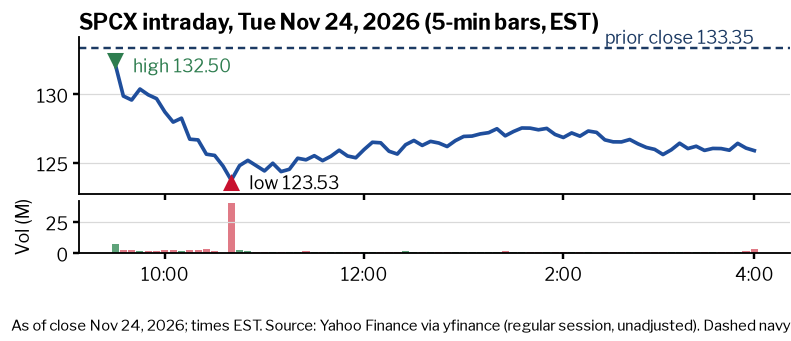 SPCX intraday, Tue Nov 24, 2026 (5-min bars, EST)
prior close 133.35
high 132.50
130
125
low 123.53
Vol (M)
25
0
10:00
12:00
2:00
4:00
As of close Nov 24, 2026; times EST. Source: Yahoo Finance via yfinance (regular session, unadjusted). Dashed navy